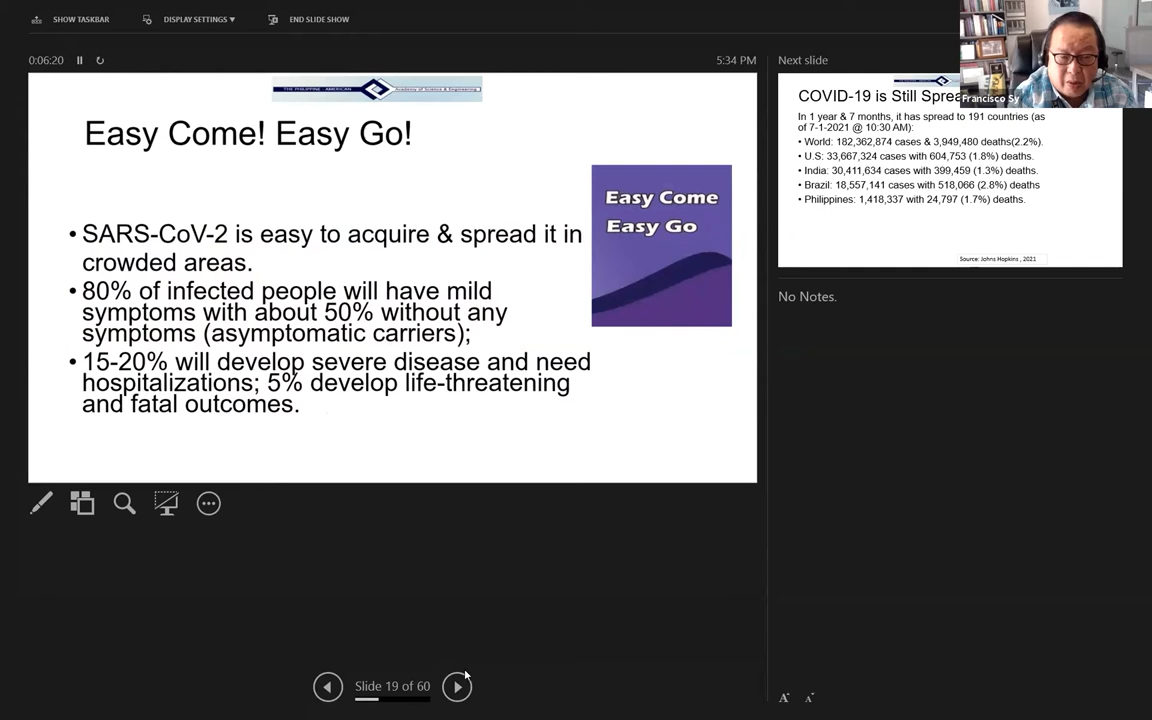 SHOW TASKBAR
DISPLAY SETTINGS ▼
END SLIDE SHOW
0:06:20
5:34 PM
THE PHILIPPINE - AMERICAN
Academy of Science & Engineering
Easy Come! Easy Go!
Easy Come
Easy Go
• SARS-CoV-2 is easy to acquire & spread it in
crowded areas.
• 80% of infected people will have mild
symptoms with about 50% without any
symptoms (asymptomatic carriers);
• 15-20% will develop severe disease and need
hospitalizations; 5% develop life-threatening
and fatal outcomes.
Slide 19 of 60
Next slide
Francisco Sy
COVID-19 is Still Sprea
In 1 year & 7 months, it has spread to 191 countries (as
of 7-1-2021 @ 10:30 AM):
• World: 182,362,874 cases & 3,949,480 deaths(2.2%).
• U.S: 33,667,324 cases with 604,753 (1.8%) deaths.
• India: 30,411,634 cases with 399,459 (1.3%) deaths.
• Brazil: 18,557,141 cases with 518,066 (2.8%) deaths
• Philippines: 1,418,337 with 24,797 (1.7%) deaths.
Source: Johns Hopkins , 2021
No Notes.
A A